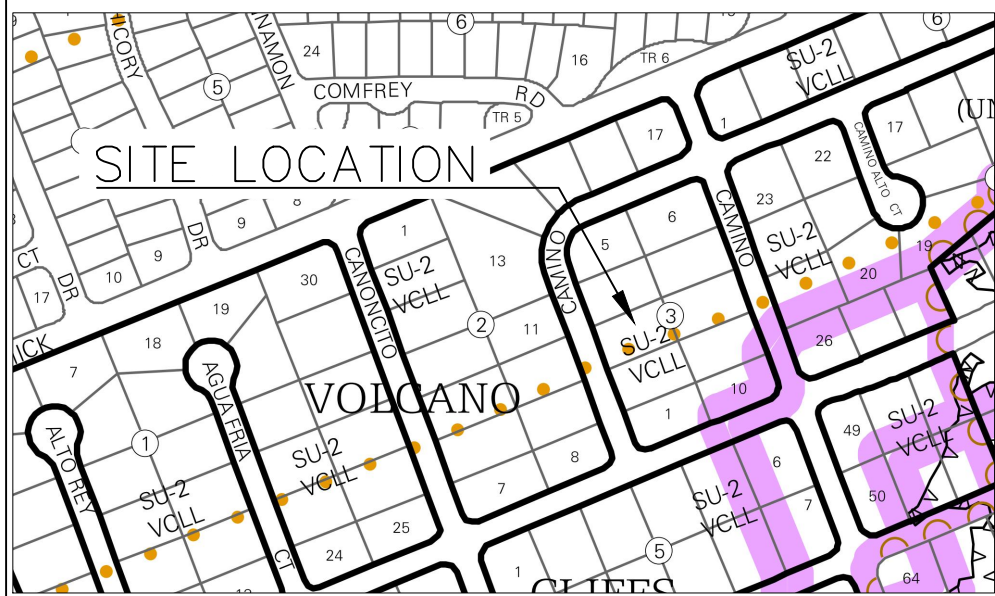 6
HICORY
NAMON
24
16
TR 6
5
COMFREY
RD
TR 5
SU-2
VCLL
6
1
17
17
(UN
SITE LOCATION
22
CAMINO ALTO CT
CT
DR
17
10
9
DR
9
8
1
SU-2
VCLL
13
CAMINO
5
6
CAMINO
23
SU-2
VCLL
19
20
30
CANONCITO
19
18
ICK
7
2
11
3
SU-2
VCLL
26
VOLCANO
AGUA FRIA
CT
ALTO REY
1
SU-2
VCLL
SU-2
VCLL
10
1
8
7
25
24
49
SU-2
VCLL
50
SU-2
VCLL
6
7
5
1
CLIFFS
64